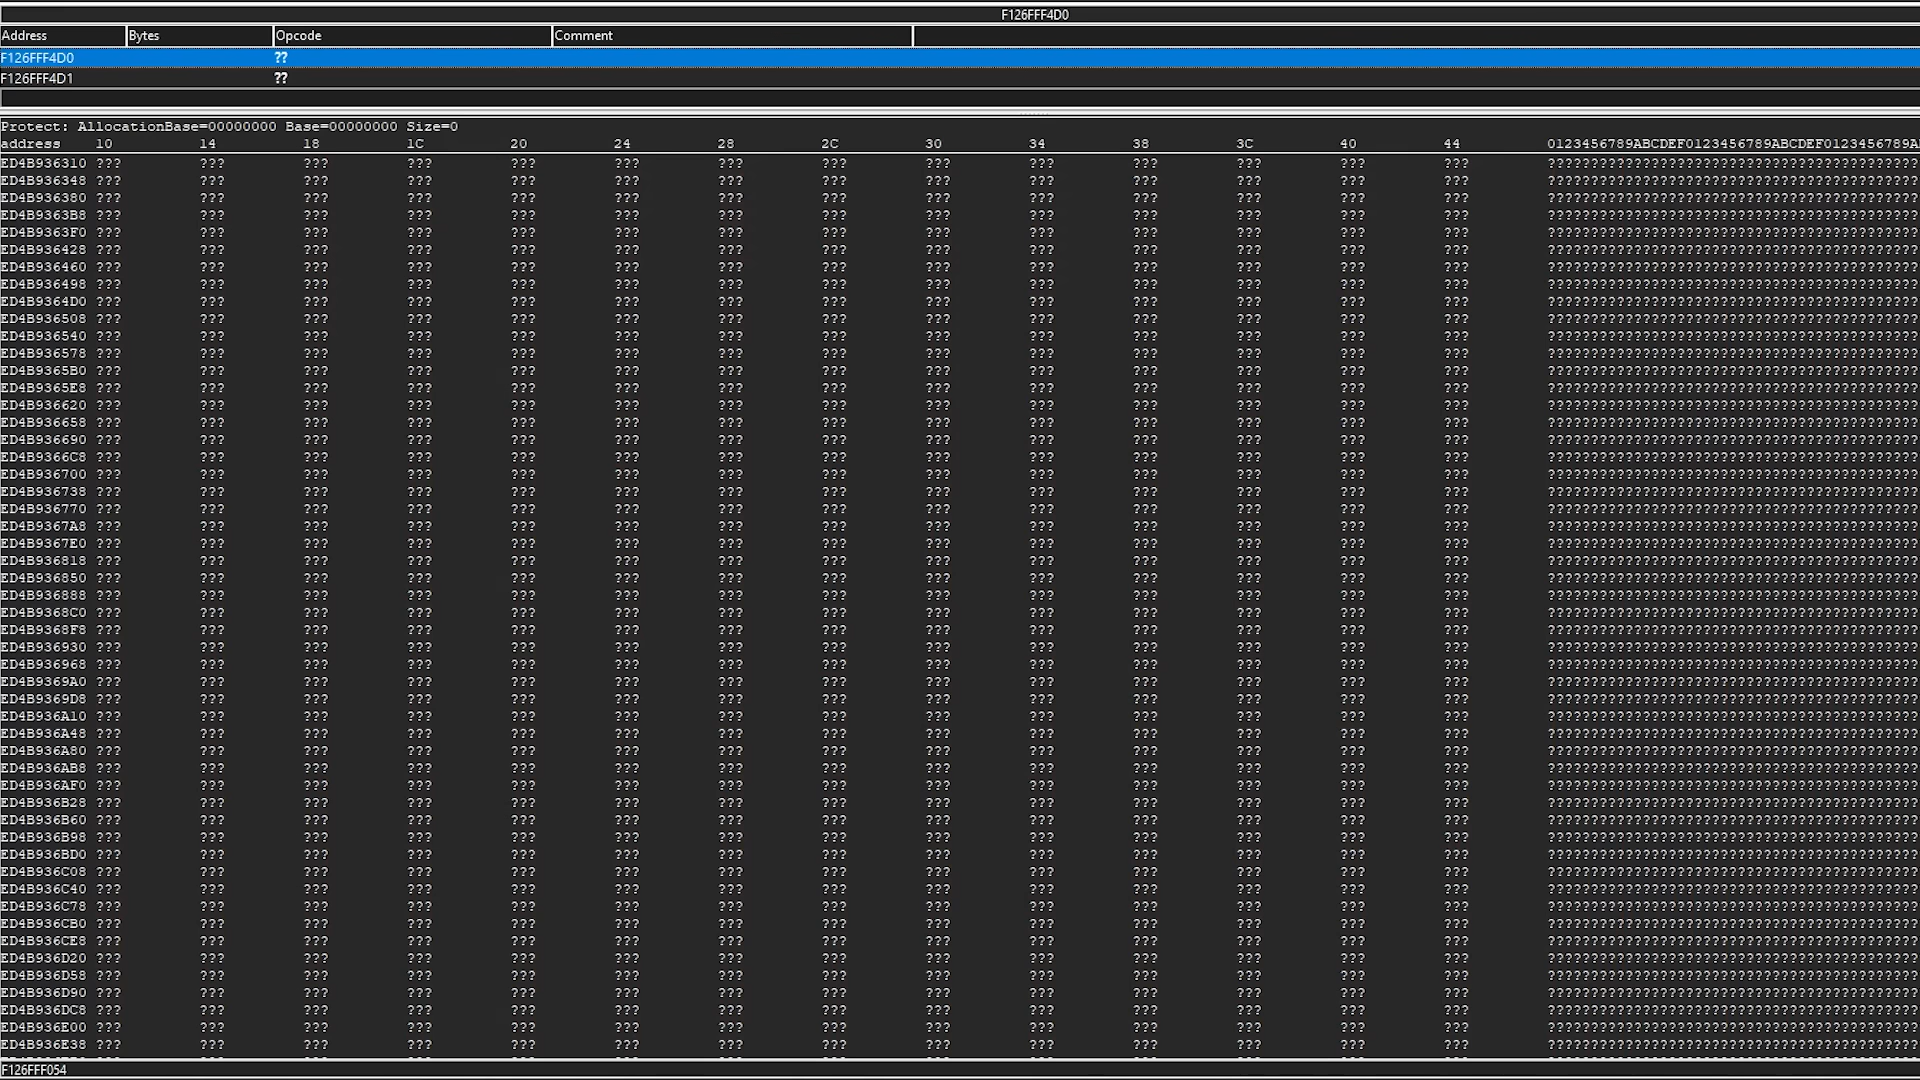 F126FFF4D0
Address Bytes Opcode Comment
F126FFF4D0 ??
F126FFF4D1 ??
Protect: AllocationBase=00000000 Base=00000000 Size=0
address 10 14 18 1C 20 24 28 2C 30 34 38 3C 40 44 0123456789ABCDEF0123456789ABCDEF0123456789A
ED4B936310 ??? ??? ??? ??? ??? ??? ??? ??? ??? ??? ??? ??? ??? ??? ???????????????????????????????????????????
ED4B936348 ??? ??? ??? ??? ??? ??? ??? ??? ??? ??? ??? ??? ??? ??? ???????????????????????????????????????????
ED4B936380 ??? ??? ??? ??? ??? ??? ??? ??? ??? ??? ??? ??? ??? ??? ???????????????????????????????????????????
ED4B9363B8 ??? ??? ??? ??? ??? ??? ??? ??? ??? ??? ??? ??? ??? ??? ???????????????????????????????????????????
ED4B9363F0 ??? ??? ??? ??? ??? ??? ??? ??? ??? ??? ??? ??? ??? ??? ???????????????????????????????????????????
ED4B936428 ??? ??? ??? ??? ??? ??? ??? ??? ??? ??? ??? ??? ??? ??? ???????????????????????????????????????????
ED4B936460 ??? ??? ??? ??? ??? ??? ??? ??? ??? ??? ??? ??? ??? ??? ???????????????????????????????????????????
ED4B936498 ??? ??? ??? ??? ??? ??? ??? ??? ??? ??? ??? ??? ??? ??? ???????????????????????????????????????????
ED4B9364D0 ??? ??? ??? ??? ??? ??? ??? ??? ??? ??? ??? ??? ??? ??? ???????????????????????????????????????????
ED4B936508 ??? ??? ??? ??? ??? ??? ??? ??? ??? ??? ??? ??? ??? ??? ???????????????????????????????????????????
ED4B936540 ??? ??? ??? ??? ??? ??? ??? ??? ??? ??? ??? ??? ??? ??? ???????????????????????????????????????????
ED4B936578 ??? ??? ??? ??? ??? ??? ??? ??? ??? ??? ??? ??? ??? ??? ???????????????????????????????????????????
ED4B9365B0 ??? ??? ??? ??? ??? ??? ??? ??? ??? ??? ??? ??? ??? ??? ???????????????????????????????????????????
ED4B9365E8 ??? ??? ??? ??? ??? ??? ??? ??? ??? ??? ??? ??? ??? ??? ???????????????????????????????????????????
ED4B936620 ??? ??? ??? ??? ??? ??? ??? ??? ??? ??? ??? ??? ??? ??? ???????????????????????????????????????????
ED4B936658 ??? ??? ??? ??? ??? ??? ??? ??? ??? ??? ??? ??? ??? ??? ???????????????????????????????????????????
ED4B936690 ??? ??? ??? ??? ??? ??? ??? ??? ??? ??? ??? ??? ??? ??? ???????????????????????????????????????????
ED4B9366C8 ??? ??? ??? ??? ??? ??? ??? ??? ??? ??? ??? ??? ??? ??? ???????????????????????????????????????????
ED4B936700 ??? ??? ??? ??? ??? ??? ??? ??? ??? ??? ??? ??? ??? ??? ???????????????????????????????????????????
ED4B936738 ??? ??? ??? ??? ??? ??? ??? ??? ??? ??? ??? ??? ??? ??? ???????????????????????????????????????????
ED4B936770 ??? ??? ??? ??? ??? ??? ??? ??? ??? ??? ??? ??? ??? ??? ???????????????????????????????????????????
ED4B9367A8 ??? ??? ??? ??? ??? ??? ??? ??? ??? ??? ??? ??? ??? ??? ???????????????????????????????????????????
ED4B9367E0 ??? ??? ??? ??? ??? ??? ??? ??? ??? ??? ??? ??? ??? ??? ???????????????????????????????????????????
ED4B936818 ??? ??? ??? ??? ??? ??? ??? ??? ??? ??? ??? ??? ??? ??? ???????????????????????????????????????????
ED4B936850 ??? ??? ??? ??? ??? ??? ??? ??? ??? ??? ??? ??? ??? ??? ???????????????????????????????????????????
ED4B936888 ??? ??? ??? ??? ??? ??? ??? ??? ??? ??? ??? ??? ??? ??? ???????????????????????????????????????????
ED4B9368C0 ??? ??? ??? ??? ??? ??? ??? ??? ??? ??? ??? ??? ??? ??? ???????????????????????????????????????????
ED4B9368F8 ??? ??? ??? ??? ??? ??? ??? ??? ??? ??? ??? ??? ??? ??? ???????????????????????????????????????????
ED4B936930 ??? ??? ??? ??? ??? ??? ??? ??? ??? ??? ??? ??? ??? ??? ???????????????????????????????????????????
ED4B936968 ??? ??? ??? ??? ??? ??? ??? ??? ??? ??? ??? ??? ??? ??? ???????????????????????????????????????????
ED4B9369A0 ??? ??? ??? ??? ??? ??? ??? ??? ??? ??? ??? ??? ??? ??? ???????????????????????????????????????????
ED4B9369D8 ??? ??? ??? ??? ??? ??? ??? ??? ??? ??? ??? ??? ??? ??? ???????????????????????????????????????????
ED4B936A10 ??? ??? ??? ??? ??? ??? ??? ??? ??? ??? ??? ??? ??? ??? ???????????????????????????????????????????
ED4B936A48 ??? ??? ??? ??? ??? ??? ??? ??? ??? ??? ??? ??? ??? ??? ???????????????????????????????????????????
ED4B936A80 ??? ??? ??? ??? ??? ??? ??? ??? ??? ??? ??? ??? ??? ??? ???????????????????????????????????????????
ED4B936AB8 ??? ??? ??? ??? ??? ??? ??? ??? ??? ??? ??? ??? ??? ??? ???????????????????????????????????????????
ED4B936AF0 ??? ??? ??? ??? ??? ??? ??? ??? ??? ??? ??? ??? ??? ??? ???????????????????????????????????????????
ED4B936B28 ??? ??? ??? ??? ??? ??? ??? ??? ??? ??? ??? ??? ??? ??? ???????????????????????????????????????????
ED4B936B60 ??? ??? ??? ??? ??? ??? ??? ??? ??? ??? ??? ??? ??? ??? ???????????????????????????????????????????
ED4B936B98 ??? ??? ??? ??? ??? ??? ??? ??? ??? ??? ??? ??? ??? ??? ???????????????????????????????????????????
ED4B936BD0 ??? ??? ??? ??? ??? ??? ??? ??? ??? ??? ??? ??? ??? ??? ???????????????????????????????????????????
ED4B936C08 ??? ??? ??? ??? ??? ??? ??? ??? ??? ??? ??? ??? ??? ??? ???????????????????????????????????????????
ED4B936C40 ??? ??? ??? ??? ??? ??? ??? ??? ??? ??? ??? ??? ??? ??? ???????????????????????????????????????????
ED4B936C78 ??? ??? ??? ??? ??? ??? ??? ??? ??? ??? ??? ??? ??? ??? ???????????????????????????????????????????
ED4B936CB0 ??? ??? ??? ??? ??? ??? ??? ??? ??? ??? ??? ??? ??? ??? ???????????????????????????????????????????
ED4B936CE8 ??? ??? ??? ??? ??? ??? ??? ??? ??? ??? ??? ??? ??? ??? ???????????????????????????????????????????
ED4B936D20 ??? ??? ??? ??? ??? ??? ??? ??? ??? ??? ??? ??? ??? ??? ???????????????????????????????????????????
ED4B936D58 ??? ??? ??? ??? ??? ??? ??? ??? ??? ??? ??? ??? ??? ??? ???????????????????????????????????????????
ED4B936D90 ??? ??? ??? ??? ??? ??? ??? ??? ??? ??? ??? ??? ??? ??? ???????????????????????????????????????????
ED4B936DC8 ??? ??? ??? ??? ??? ??? ??? ??? ??? ??? ??? ??? ??? ??? ???????????????????????????????????????????
ED4B936E00 ??? ??? ??? ??? ??? ??? ??? ??? ??? ??? ??? ??? ??? ??? ???????????????????????????????????????????
ED4B936E38 ??? ??? ??? ??? ??? ??? ??? ??? ??? ??? ??? ??? ??? ??? ???????????????????????????????????????????
F126FFF054